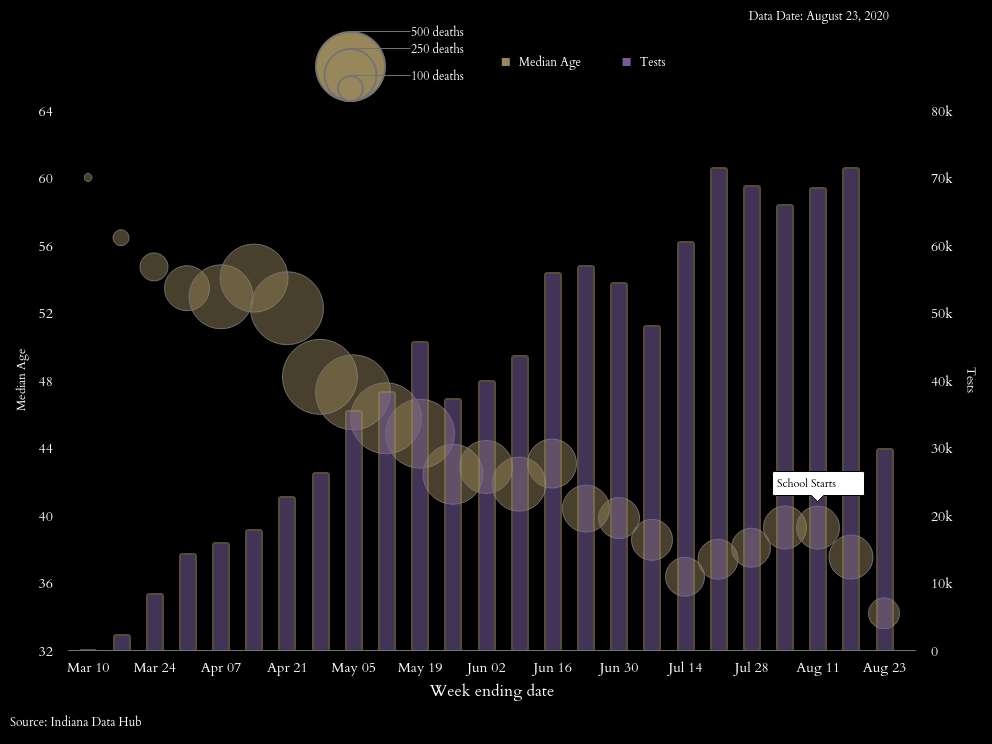 Data Date: August 23, 2020
500 deaths
250 deaths
100 deaths
Median Age
Tests
64
60
56
52
48
44
40
36
32
80k
70k
60k
50k
40k
30k
20k
10k
0
Median Age
Tests
School Starts
Mar 10 Mar 24 Apr 07 Apr 21 May 05 May 19 Jun 02 Jun 16 Jun 30 Jul 14 Jul 28 Aug 11 Aug 23
Week ending date
Source: Indiana Data Hub